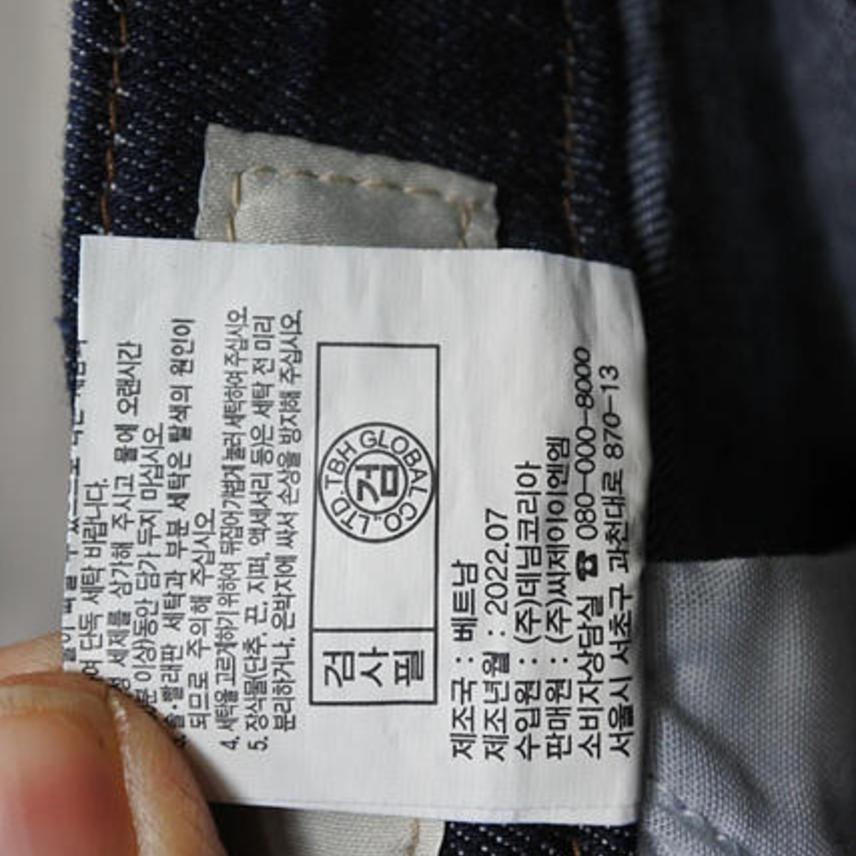 단독 세탁 바랍니다.
세제를 삼가해 주시고 물에 오랜시간
이상)동안 담가 두지 마십시오
빨래판 세탁과 부분 세탁은 탈색의 원인이
되므로 주의해 주십시오
4. 세탁을 고르게하기 위하여 뒤집어 가볍게 눌러 세탁하여 주십시오.
5. 장식물(단추, 끈, 지퍼, 액세서리 등)은 세탁 전 미리
분리하거나, 은박지에 싸서 손상을 방지해 주십시오.
검사필
TBH GLOBAL CO., LTD.
검
제조국 : 베트남
제조년월 : 2022.07
수입원 : (주)데님코리아
판매원 : (주)씨제이이엔엠
소비자상담실 ☎ 080-000-8000
서울시 서초구 과천대로 870-13